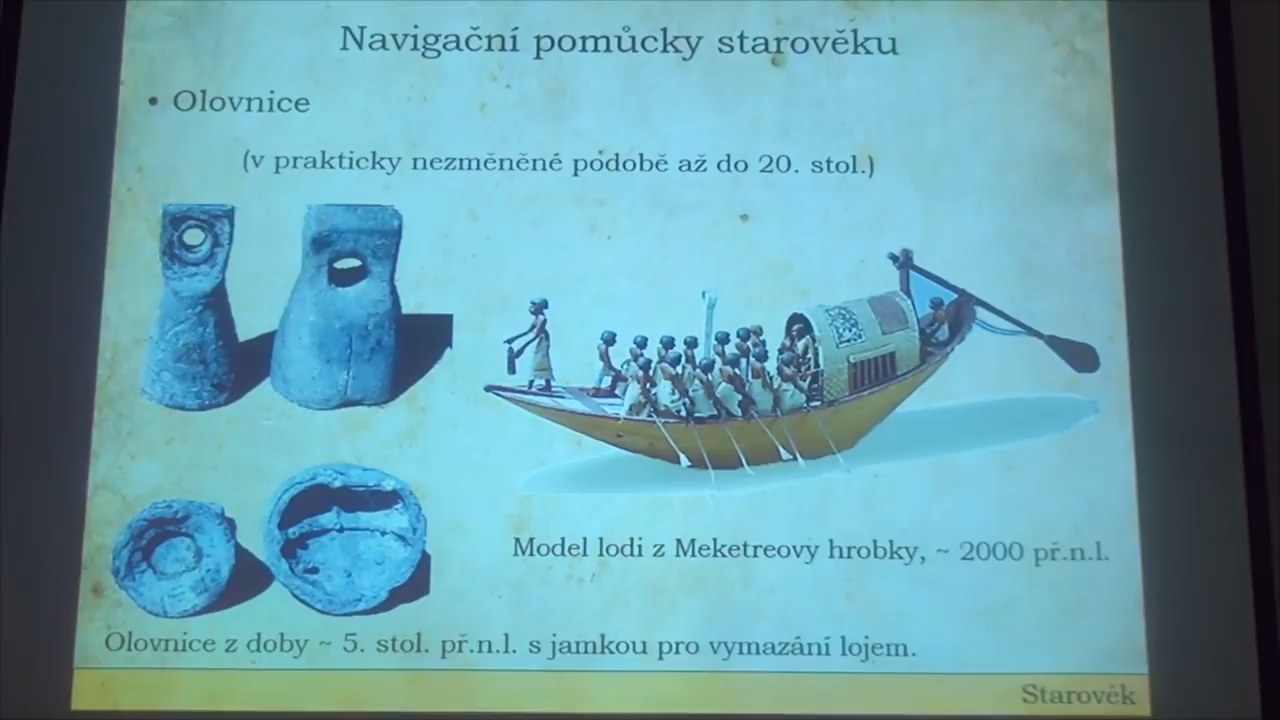 Navigační pomůcky starověku
• Olovnice
(v prakticky nezměněné podobě až do 20. stol.)
Model lodi z Meketreovy hrobky, ~ 2000 př.n.l.
Olovnice z doby ~ 5. stol. př.n.l. s jamkou pro vymazání lojem.
Starověk